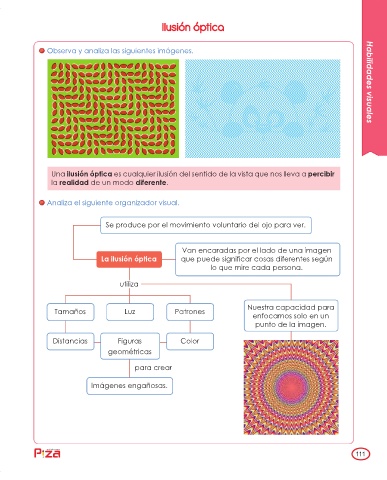 Ilusión óptica
Habilidades visuales
Observa y analiza las siguientes imágenes.
Una ilusión óptica es cualquier ilusión del sentido de la vista que nos lleva a percibir
la realidad de un modo diferente.
Analiza el siguiente organizador visual.
Se produce por el movimiento voluntario del ojo para ver.
La ilusión óptica
Van encaradas por el lado de una imagen
que puede significar cosas diferentes según
lo que mire cada persona.
utiliza
Tamaños
Luz
Patrones
Nuestra capacidad para
enfocarnos solo en un
punto de la imagen.
Distancias
Figuras
geométricas
Color
para crear
Imágenes engañosas.
111